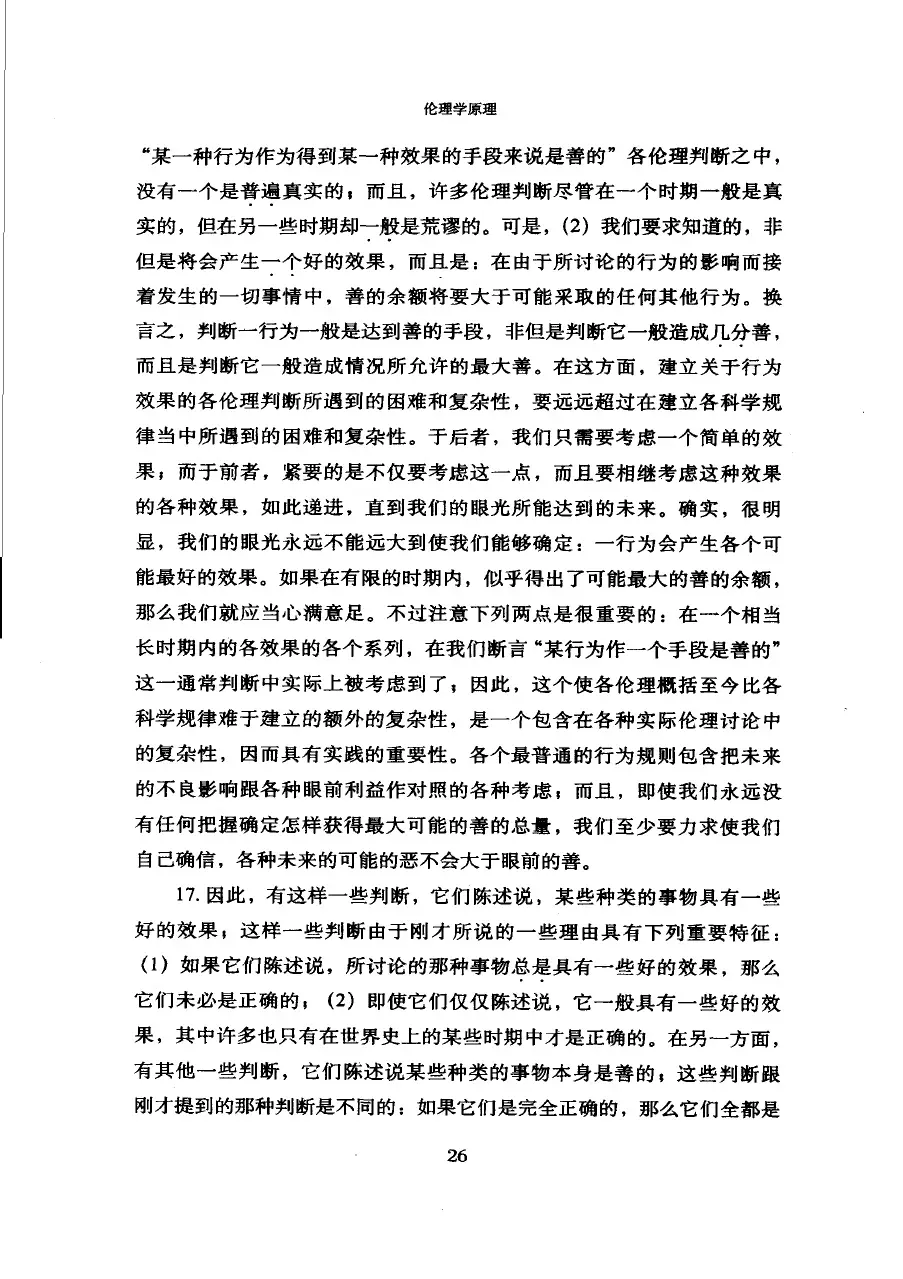 伦理学原理
“某一种行为作为得到某一种效果的手段来说是善的”各伦理判断之中，
没有一个是普遍真实的；而且，许多伦理判断尽管在一个时期一般是真
实的，但在另一些时期却一般是荒谬的。可是，（2）我们要求知道的，非
但是将会产生一个好的效果，而且是：在由于所讨论的行为的影响而接
着发生的一切事情中，善的余额将要大于可能采取的任何其他行为。换
言之，判断一行为一般是达到善的手段，非但是判断它一般造成几分善，
而且是判断它一般造成情况所允许的最大善。在这方面，建立关于行为
效果的各伦理判断所遇到的困难和复杂性，要远远超过在建立各科学规
律当中所遇到的困难和复杂性。于后者，我们只需要考虑一个简单的效
果；而于前者，紧要的是不仅要考虑这一点，而且要相继考虑这种效果
的各种效果，如此递进，直到我们的眼光所能达到的未来。确实，很明
显，我们的眼光永远不能远大到使我们能够确定：一行为会产生各个可
能最好的效果。如果在有限的时期内，似乎得出了可能最大的善的余额，
那么我们就应当心满意足。不过注意下列两点是很重要的：在一个相当
长时期内的各效果的各个系列，在我们断言“某行为作一个手段是善的”
这一通常判断中实际上被考虑到了；因此，这个使各伦理概括至今比各
科学规律难于建立的额外的复杂性，是一个包含在各种实际伦理讨论中
的复杂性，因而具有实践的重要性。各个最普通的行为规则包含把未来
的不良影响跟各种眼前利益作对照的各种考虑；而且，即使我们永远没
有任何把握确定怎样获得最大可能的善的总量，我们至少要力求使我们
自己确信，各种未来的可能的恶不会大于眼前的善。
17. 因此，有这样一些判断，它们陈述说，某些种类的事物具有一些
好的效果；这样一些判断由于刚才所说的一些理由具有下列重要特征：
（1）如果它们陈述说，所讨论的那种事物总是具有一些好的效果，那么
它们未必是正确的；（2）即使它们仅仅陈述说，它一般具有一些好的效
果，其中许多也只有在世界史上的某些时期中才是正确的。在另一方面，
有其他一些判断，它们陈述说某些种类的事物本身是善的；这些判断跟
刚才提到的那种判断是不同的：如果它们是完全正确的，那么它们全都是
26